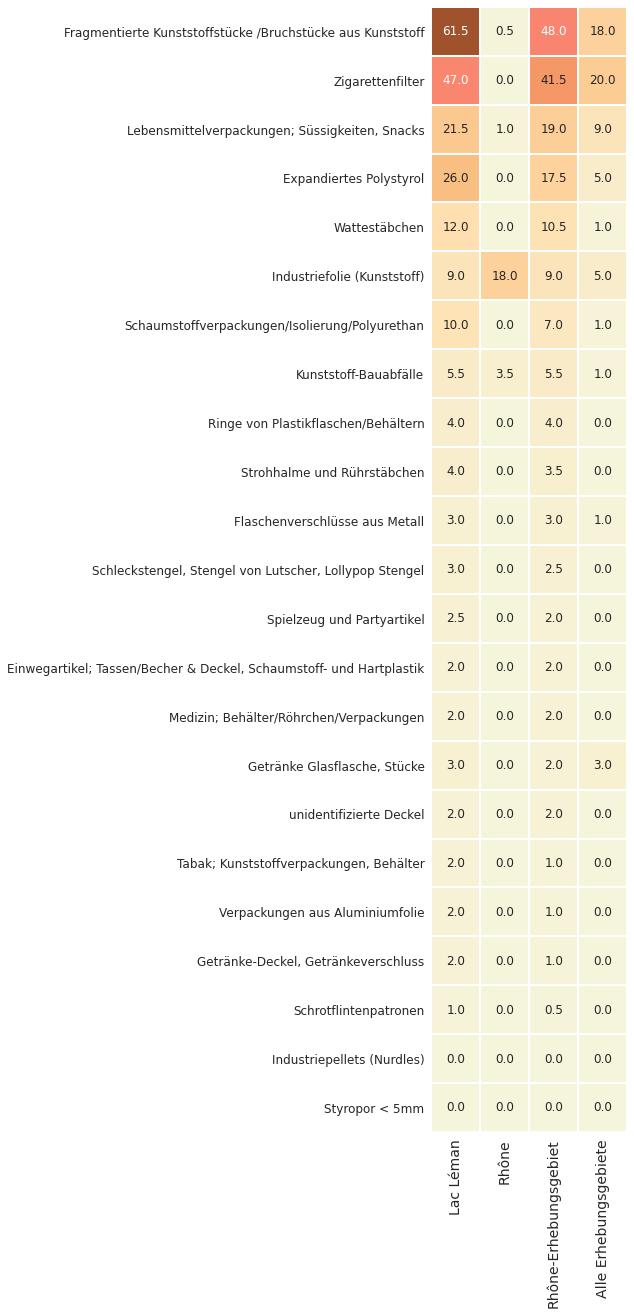 Fragmentierte Kunststoffstücke /Bruchstücke aus Kunststoff 61.5 0.5 48.0 18.0
Zigarettenfilter 47.0 0.0 41.5 20.0
Lebensmittelverpackungen; Süssigkeiten, Snacks 21.5 1.0 19.0 9.0
Expandiertes Polystyrol 26.0 0.0 17.5 5.0
Wattestäbchen 12.0 0.0 10.5 1.0
Industriefolie (Kunststoff) 9.0 18.0 9.0 5.0
Schaumstoffverpackungen/Isolierung/Polyurethan 10.0 0.0 7.0 1.0
Kunststoff-Bauabfälle 5.5 3.5 5.5 1.0
Ringe von Plastikflaschen/Behältern 4.0 0.0 4.0 0.0
Strohhalme und Rührstäbchen 4.0 0.0 3.5 0.0
Flaschenverschlüsse aus Metall 3.0 0.0 3.0 1.0
Schleckstengel, Stengel von Lutscher, Lollypop Stengel 3.0 0.0 2.5 0.0
Spielzeug und Partyartikel 2.5 0.0 2.0 0.0
Einwegartikel; Tassen/Becher & Deckel, Schaumstoff- und Hartplastik 2.0 0.0 2.0 0.0
Medizin; Behälter/Röhrchen/Verpackungen 2.0 0.0 2.0 0.0
Getränke Glasflasche, Stücke 3.0 0.0 2.0 3.0
unidentifizierte Deckel 2.0 0.0 2.0 0.0
Tabak; Kunststoffverpackungen, Behälter 2.0 0.0 1.0 0.0
Verpackungen aus Aluminiumfolie 2.0 0.0 1.0 0.0
Getränke-Deckel, Getränkeverschluss 2.0 0.0 1.0 0.0
Schrotflintenpatronen 1.0 0.0 0.5 0.0
Industriepellets (Nurdles) 0.0 0.0 0.0 0.0
Styropor < 5mm 0.0 0.0 0.0 0.0
Lac Léman
Rhône
Rhône-Erhebungsgebiet
Alle Erhebungsgebiete